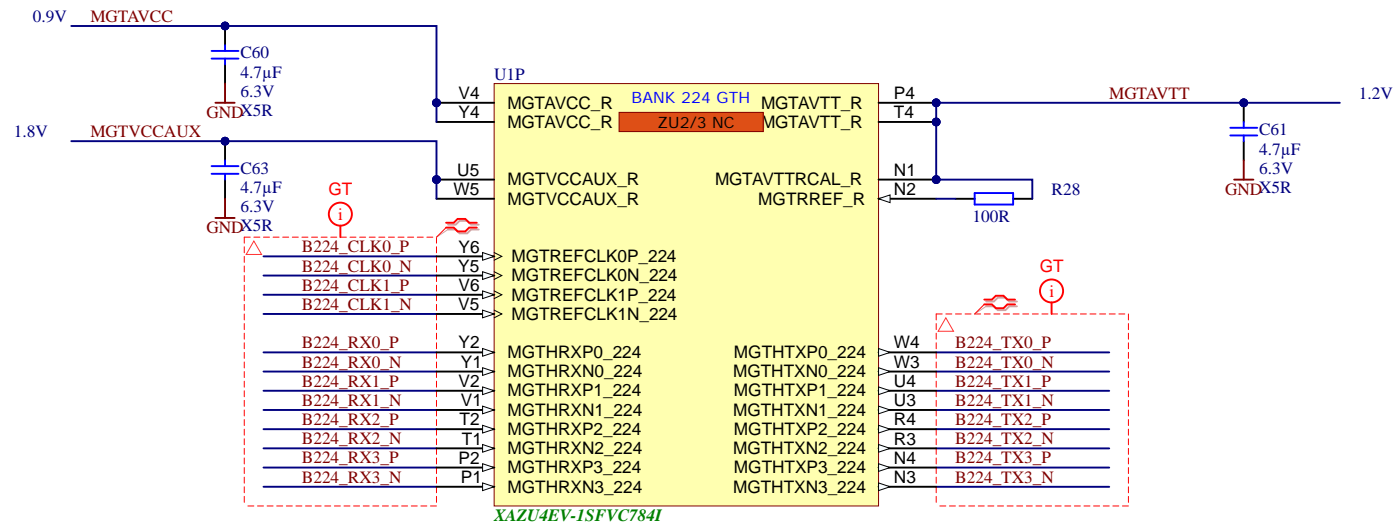 0.9V MGTAVCC
C60
4.7µF
6.3V
X5R
GND
1.8V MGTVCCAUX
C63
4.7µF
6.3V
X5R
GND
U1P
BANK 224 GTH
ZU2/3 NC
V4 MGTAVCC_R
Y4 MGTAVCC_R
U5 MGTVCCAUX_R
W5 MGTVCCAUX_R
MGTAVTT_R P4
MGTAVTT_R T4
MGTAVTT 1.2V
C61
4.7µF
6.3V
X5R
GND
MGTAVTTRCAL_R N1
MGTRREF_R N2
R28
100R
GT
i
B224_CLK0_P Y6 MGTREFCLK0P_224
B224_CLK0_N Y5 MGTREFCLK0N_224
B224_CLK1_P V6 MGTREFCLK1P_224
B224_CLK1_N V5 MGTREFCLK1N_224
B224_RX0_P Y2 MGTHRXP0_224
B224_RX0_N Y1 MGTHRXN0_224
B224_RX1_P V2 MGTHRXP1_224
B224_RX1_N V1 MGTHRXN1_224
B224_RX2_P T2 MGTHRXP2_224
B224_RX2_N T1 MGTHRXN2_224
B224_RX3_P P2 MGTHRXP3_224
B224_RX3_N P1 MGTHRXN3_224
GT
i
MGTHTXP0_224 W4 B224_TX0_P
MGTHTXN0_224 W3 B224_TX0_N
MGTHTXP1_224 U4 B224_TX1_P
MGTHTXN1_224 U3 B224_TX1_N
MGTHTXP2_224 R4 B224_TX2_P
MGTHTXN2_224 R3 B224_TX2_N
MGTHTXP3_224 N4 B224_TX3_P
MGTHTXN3_224 N3 B224_TX3_N
XAZU4EV-1SFVC784I